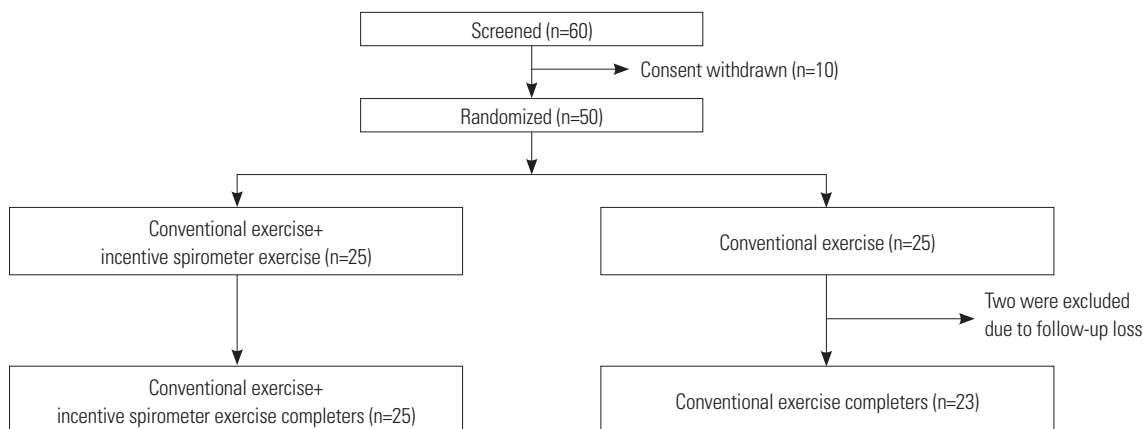 Screened (n=60)
Consent withdrawn (n=10)
Randomized (n=50)
Conventional exercise+
incentive spirometer exercise (n=25)
Conventional exercise (n=25)
Two were excluded
due to follow-up loss
Conventional exercise+
incentive spirometer exercise completers (n=25)
Conventional exercise completers (n=23)